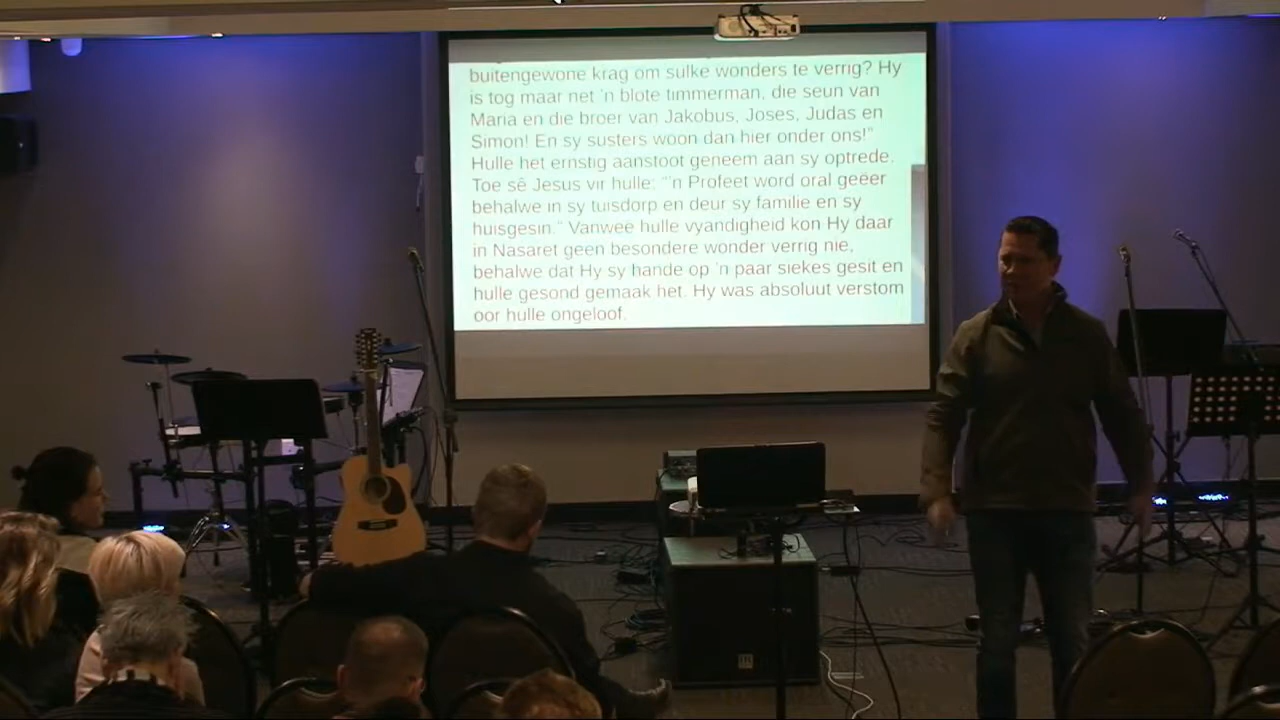 buitengewone krag om sulke wonders te verrig? Hy
is tog maar net 'n blote timmerman, die seun van
Maria en die broer van Jakobus, Joses, Judas en
Simon! En sy susters woon dan hier onder ons!"
Hulle het ernstig aanstoot geneem aan sy optrede.
Toe sê Jesus vir hulle: "'n Profeet word oral geëer
behalwe in sy tuisdorp en deur sy familie en sy
huisgesin." Vanweë hulle vyandigheid kon Hy daar
in Nasaret geen besondere wonder verrig nie,
behalwe dat Hy sy hande op 'n paar siekes gesit en
hulle gesond gemaak het. Hy was absoluut verstom
oor hulle ongeloof.